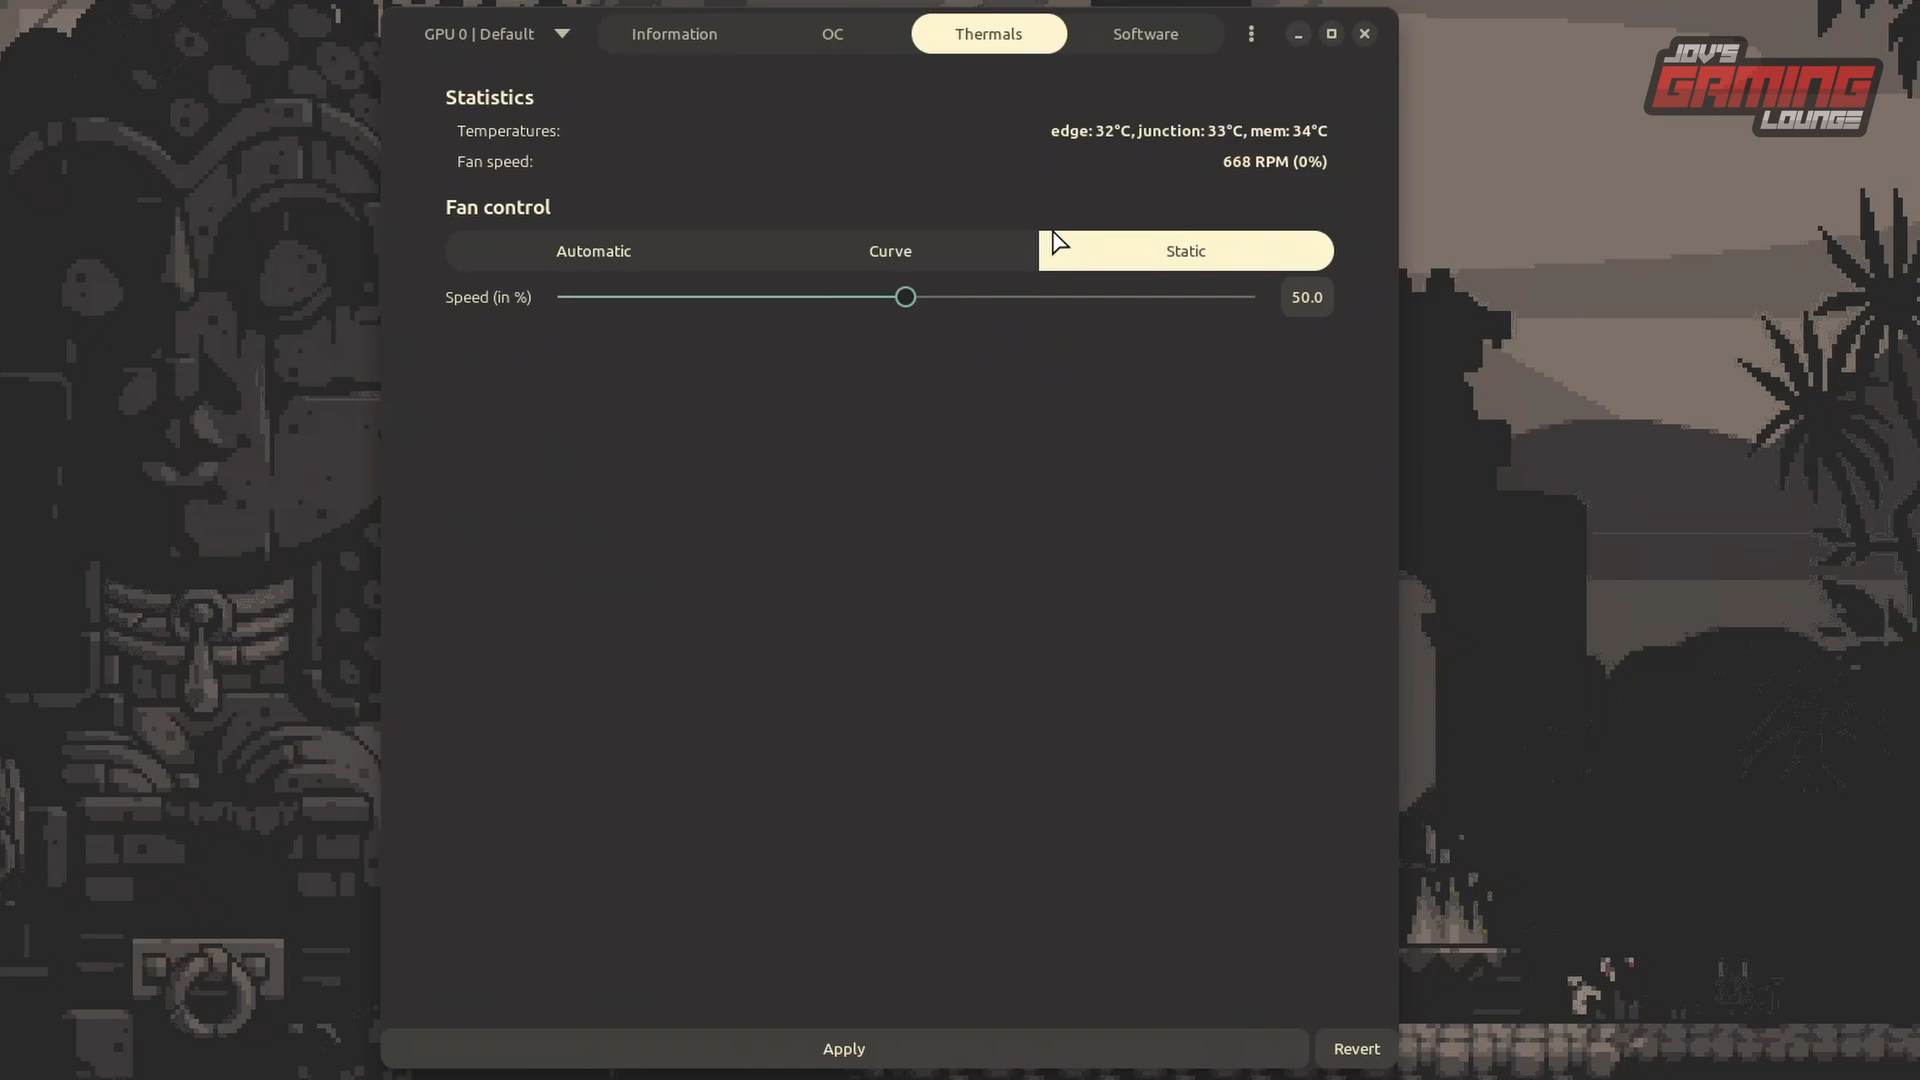 GPU 0 | Default
Information
OC
Thermals
Software
JOV'S
GAMING
LOUNGE
Statistics
Temperatures:
edge: 32°C, junction: 33°C, mem: 34°C
Fan speed:
668 RPM (0%)
Fan control
Automatic
Curve
Static
Speed (in %)
50.0
Apply
Revert